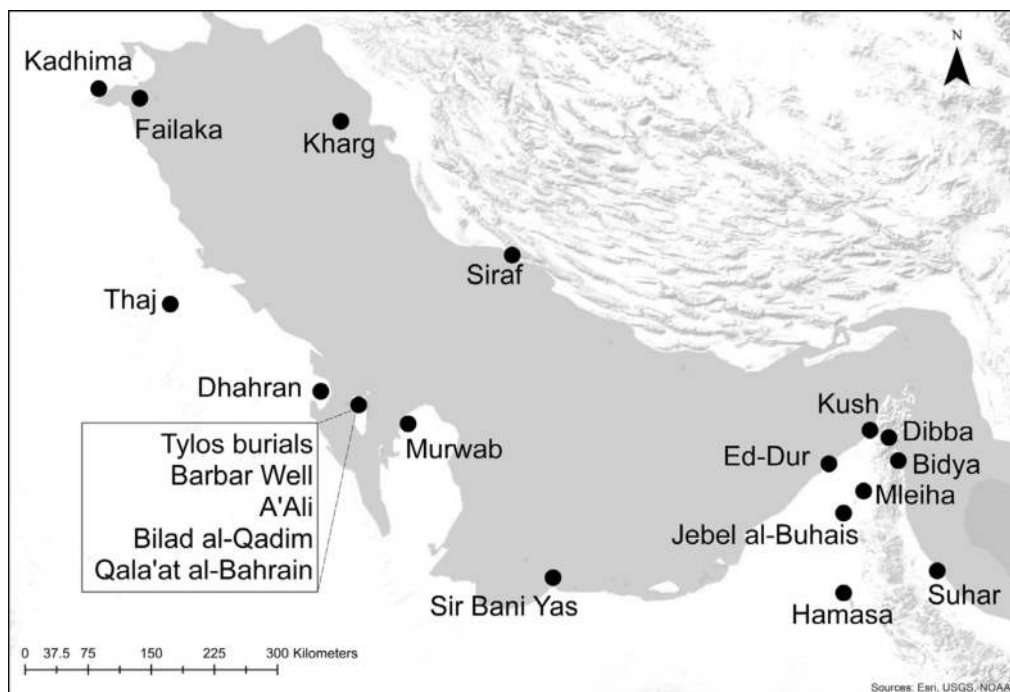 N
Kadhima
Failaka
Kharg
Siraf
Thaj
Dhahran
Tylos burials
Barbar Well
A'Ali
Bilad al-Qadim
Qala'at al-Bahrain
Murwab
Kush
Dibba
Ed-Dur
Bidya
Mleiha
Jebel al-Buhais
Sir Bani Yas
Hamasa
Suhar
0 37.5 75 150 225 300 Kilometers
Sources: Esri, USGS, NOAA